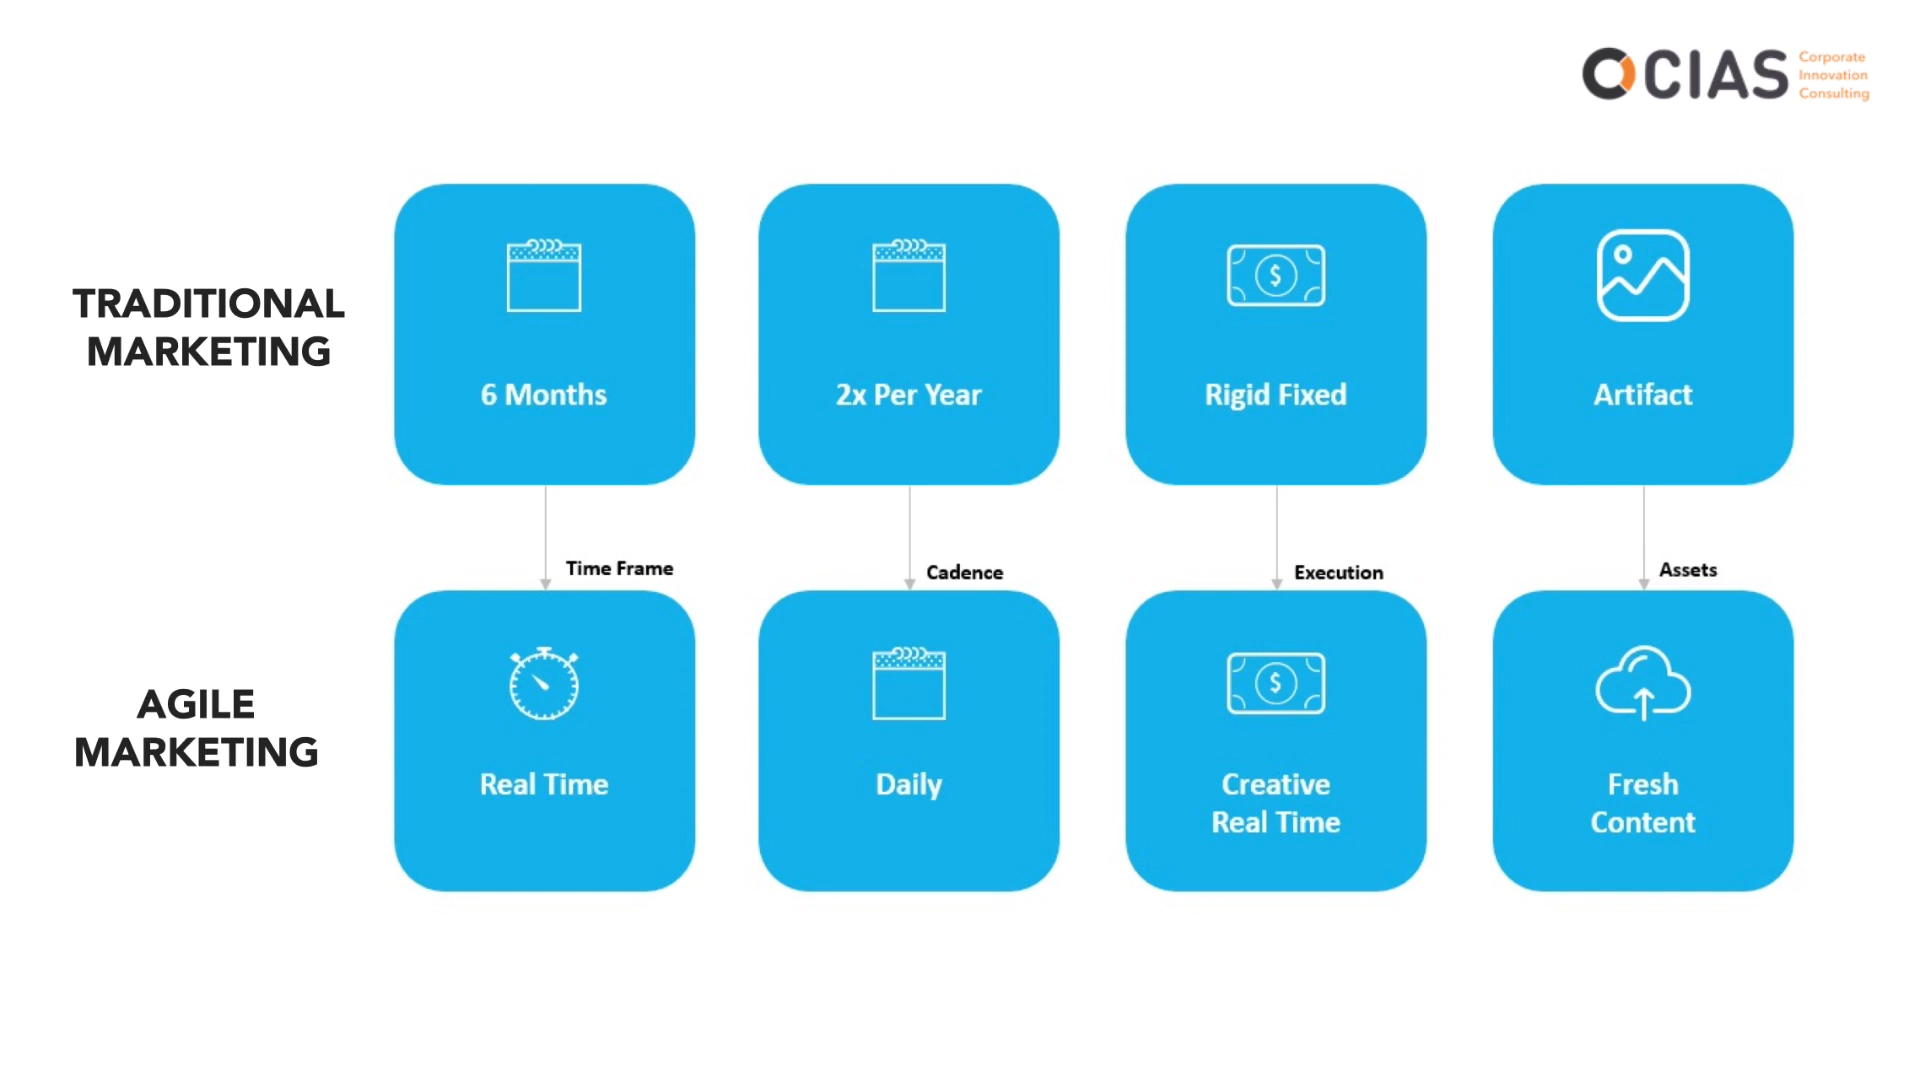 CIAS
Corporate
Innovation
Consulting
TRADITIONAL
MARKETING
6 Months
2x Per Year
Rigid Fixed
Artifact
Time Frame
Cadence
Execution
Assets
AGILE
MARKETING
Real Time
Daily
Creative
Real Time
Fresh
Content